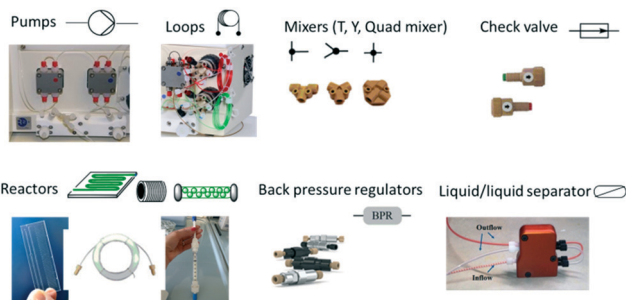 Pumps
Loops
Mixers (T, Y, Quad mixer)
Check valve
Reactors
Back pressure regulators
BPR
Liquid/liquid separator
Outflow
Inflow